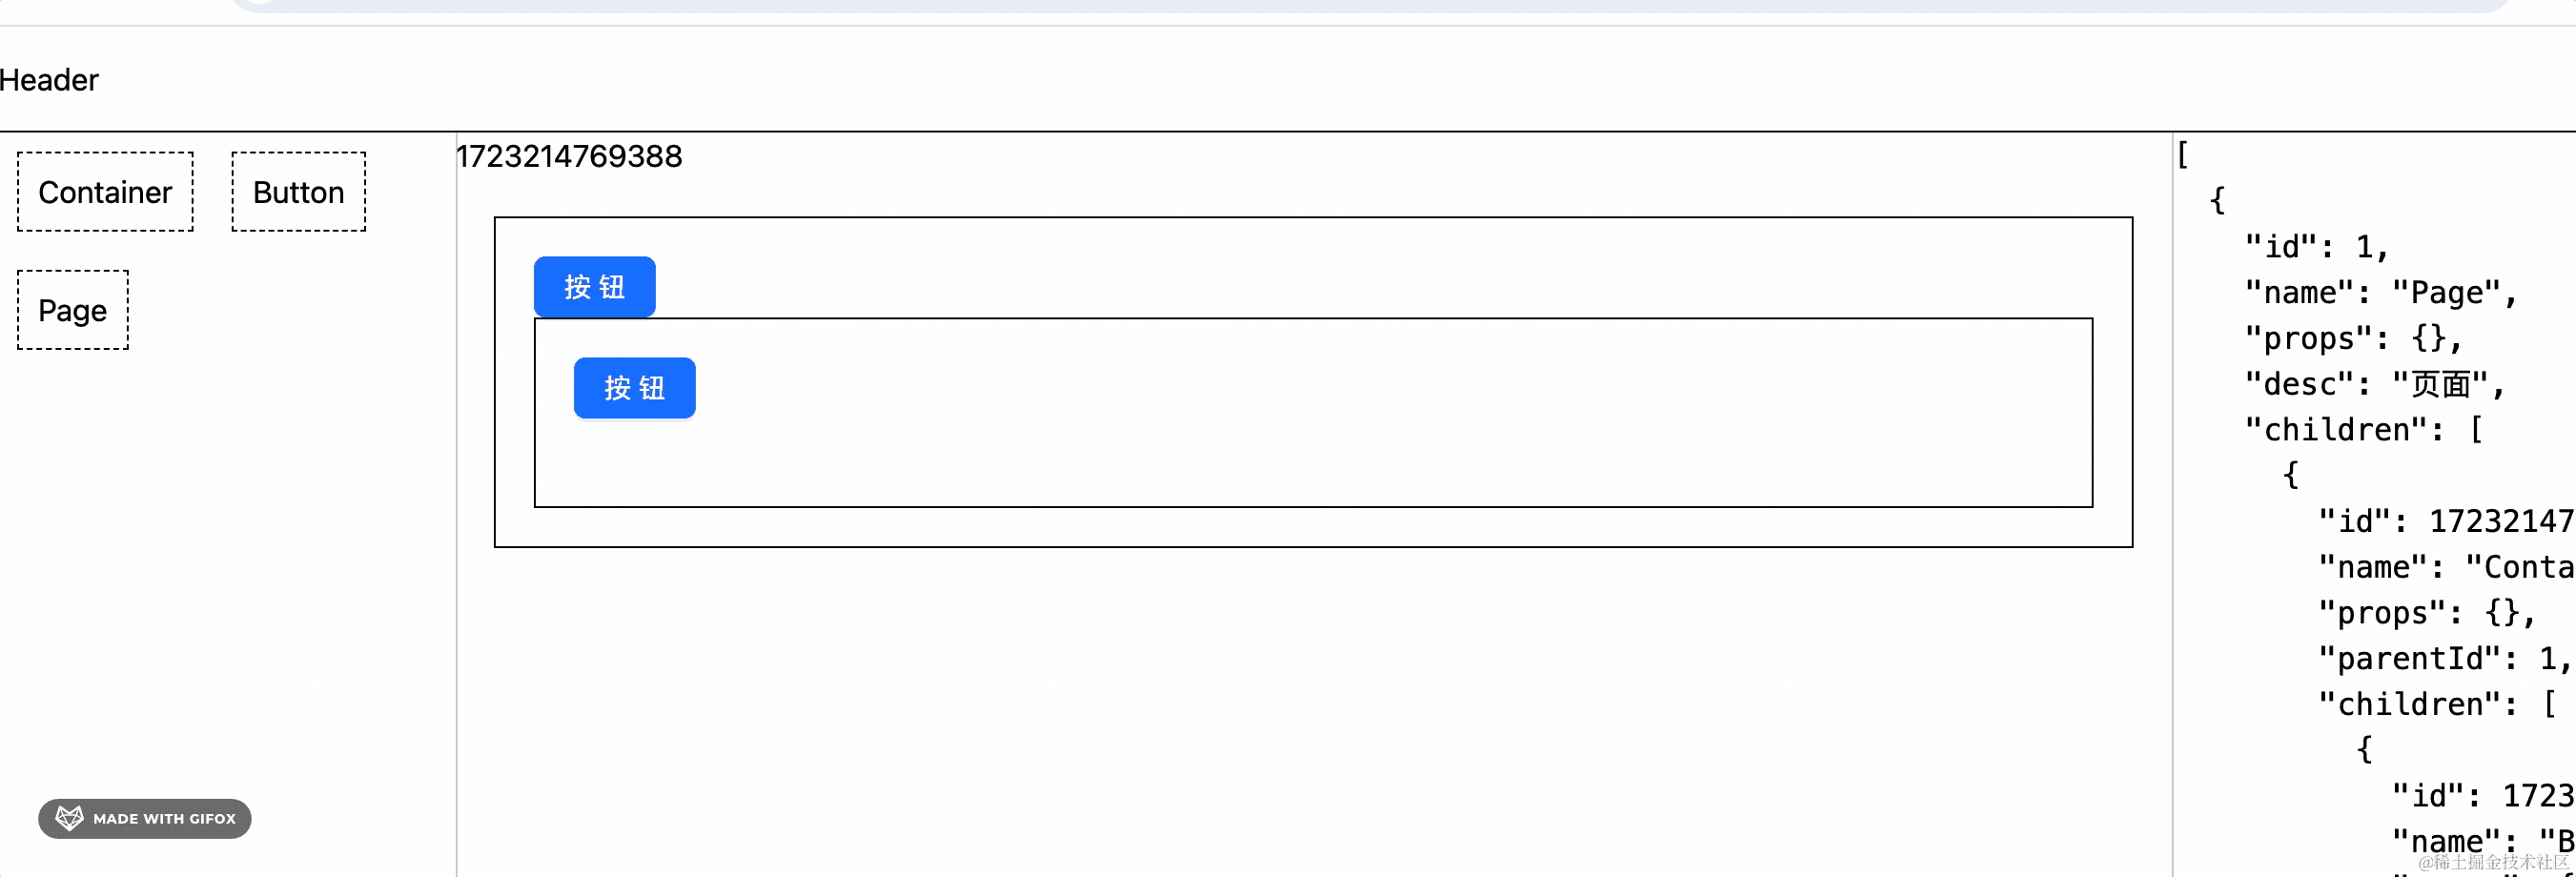 Header
Container
Button
Page
1723214769388
按 钮
按 钮
[
{
"id": 1,
"name": "Page",
"props": {},
"desc": "页面",
"children": [
{
"id": 17232147
"name": "Conta
"props": {},
"parentId": 1,
"children": [
{
"id": 1723
"name": "B
MADE WITH GIFOX
@稀土掘金技术社区